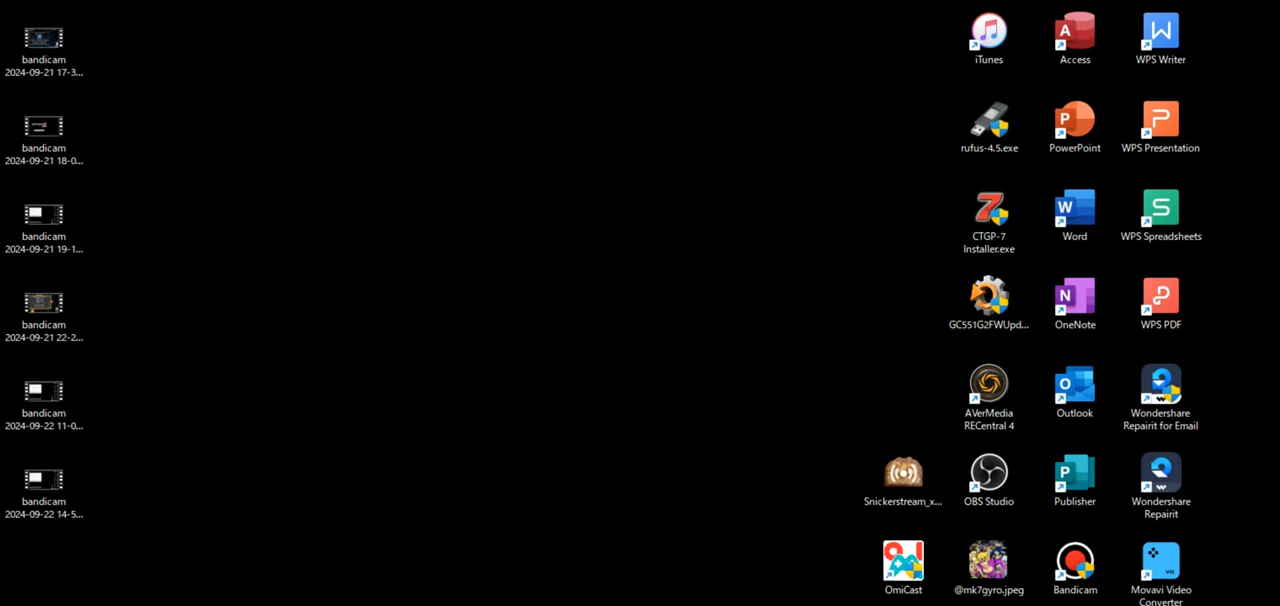 bandicam
2024-09-21 17-3...
bandicam
2024-09-21 18-0...
bandicam
2024-09-21 19-1...
bandicam
2024-09-21 22-2...
bandicam
2024-09-22 11-0...
bandicam
2024-09-22 14-5...
iTunes
Access
WPS Writer
rufus-4.5.exe
PowerPoint
WPS Presentation
CTGP-7
Installer.exe
Word
WPS Spreadsheets
GC551G2FWUpd...
OneNote
WPS PDF
AVerMedia
RECentral 4
Outlook
Wondershare
Repairit for Email
Snickerstream_x...
OBS Studio
Publisher
Wondershare
Repairit
OmiCast
@mk7gyro.jpeg
Bandicam
Movavi Video
Converter